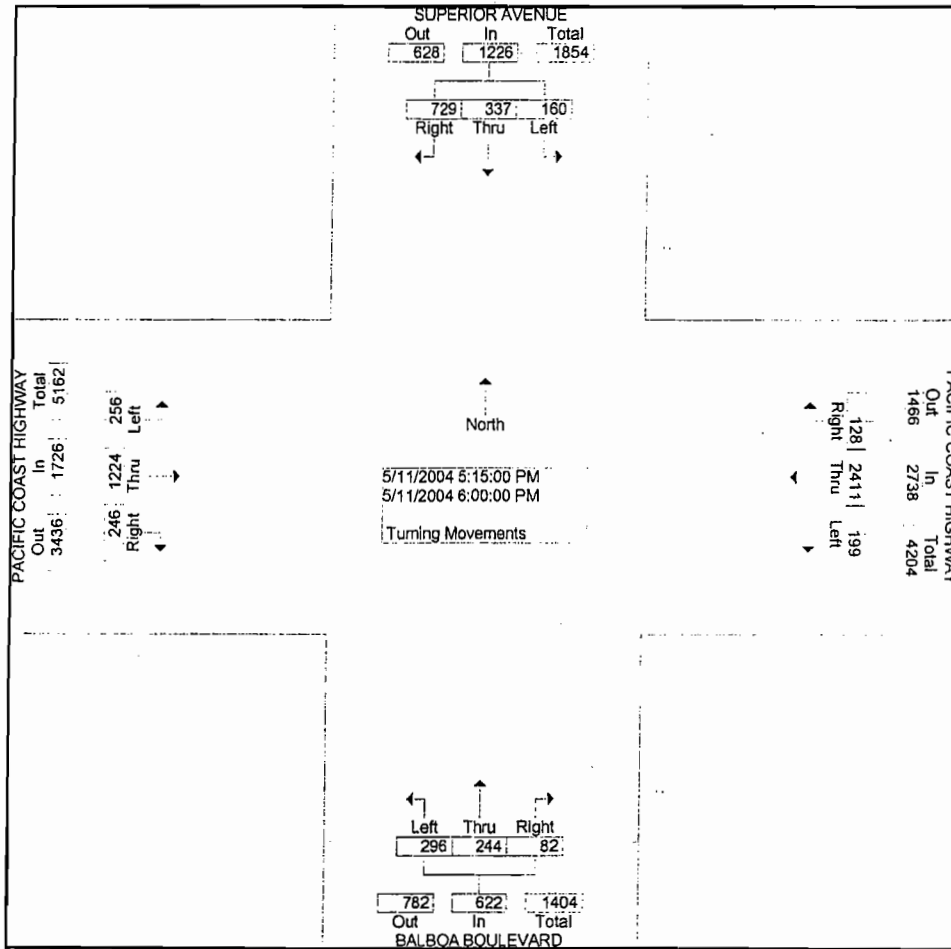 SUPERIOR AVENUE
Out In Total
628 1226 1854
729 337 160
Right Thru Left
PACIFIC COAST HIGHWAY
Out In Total
3436 1726 5162
Right Thru Left
246 1224 256
North
5/11/2004 5:15:00 PM
5/11/2004 6:00:00 PM
Turning Movements
Right Thru Left
128 2411 199
Out In Total
1466 2738 4204
PACIFIC COAST HIGHWAY
Left Thru Right
296 244 82
782 622 1404
Out In Total
BALBOA BOULEVARD